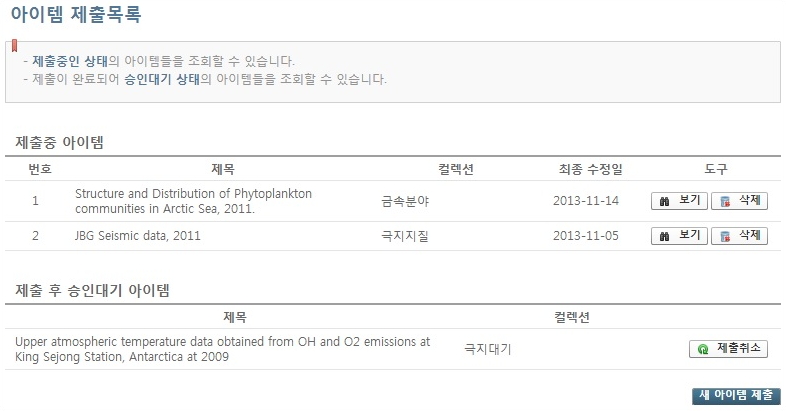 아이템 제출목록
- 제출중인 상태의 아이템들을 조회할 수 있습니다.
- 제출이 완료되어 승인대기 상태의 아이템들을 조회할 수 있습니다.
제출중 아이템
번호 제목 컬렉션 최종 수정일 도구
1 Structure and Distribution of Phytoplankton communities in Arctic Sea, 2011. 금속분야 2013-11-14 보기 삭제
2 JBG Seismic data, 2011 극지지질 2013-11-05 보기 삭제
제출 후 승인대기 아이템
제목 컬렉션
Upper atmospheric temperature data obtained from OH and O2 emissions at King Sejong Station, Antarctica at 2009 극지대기 제출취소
새 아이템 제출